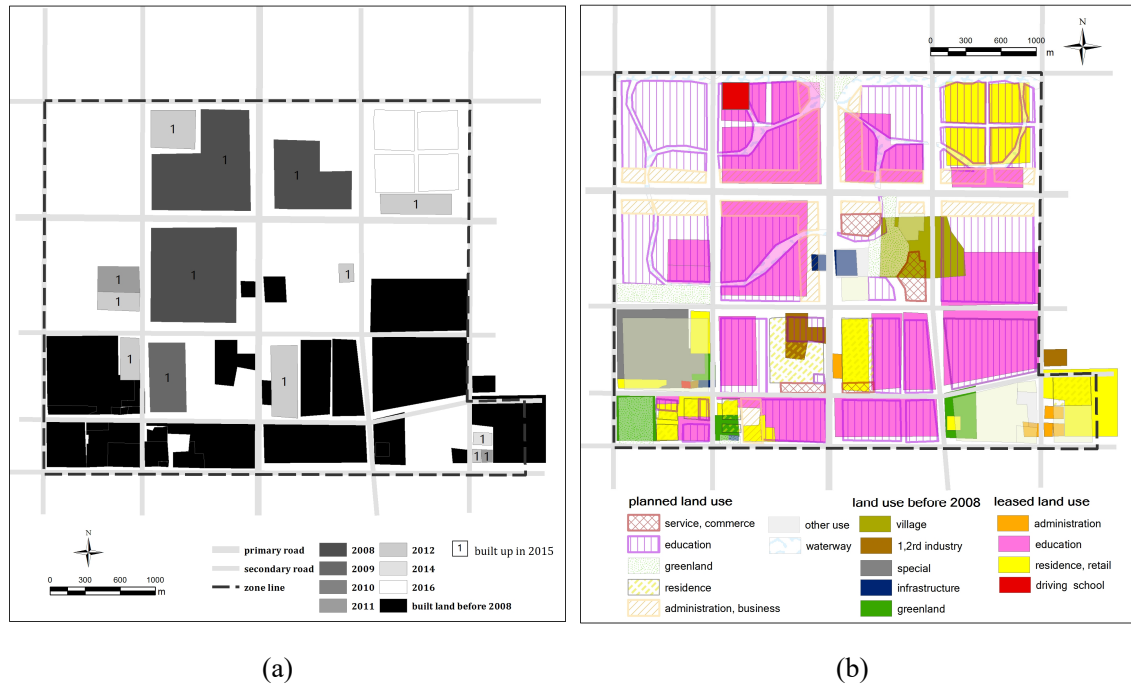 N
1
1
1
1
1
1
1
1
1
1
1
1
1 1
N
0 300 600 1000
m
primary road
secondary road
zone line
2008
2009
2010
2011
2012
2014
2016
built land before 2008
1 built up in 2015
(a)
N
0 300 600 1000
m
planned land use
service, commerce
education
greenland
residence
administration, business
other use
waterway
land use before 2008
village
1,2rd industry
special
infrastructure
greenland
leased land use
administration
education
residence, retail
driving school
(b)